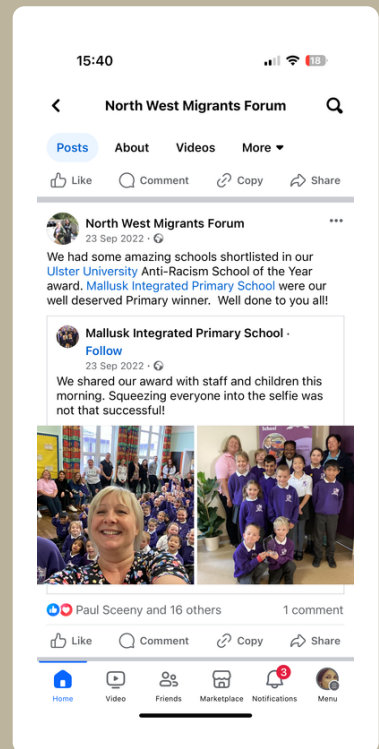 15:40
18
North West Migrants Forum
Posts About Videos More
Like Comment Copy Share
North West Migrants Forum
23 Sep 2022 ·
We had some amazing schools shortlisted in our
Ulster University Anti-Racism School of the Year
award. Mallusk Integrated Primary School were our
well deserved Primary winner. Well done to you all!
Mallusk Integrated Primary School ·
Follow
23 Sep 2022 ·
We shared our award with staff and children this
morning. Squeezing everyone into the selfie was
not that successful!
School
Paul Sceeny and 16 others 1 comment
Like Comment Copy Share
3
Home Video Friends Marketplace Notifications Menu